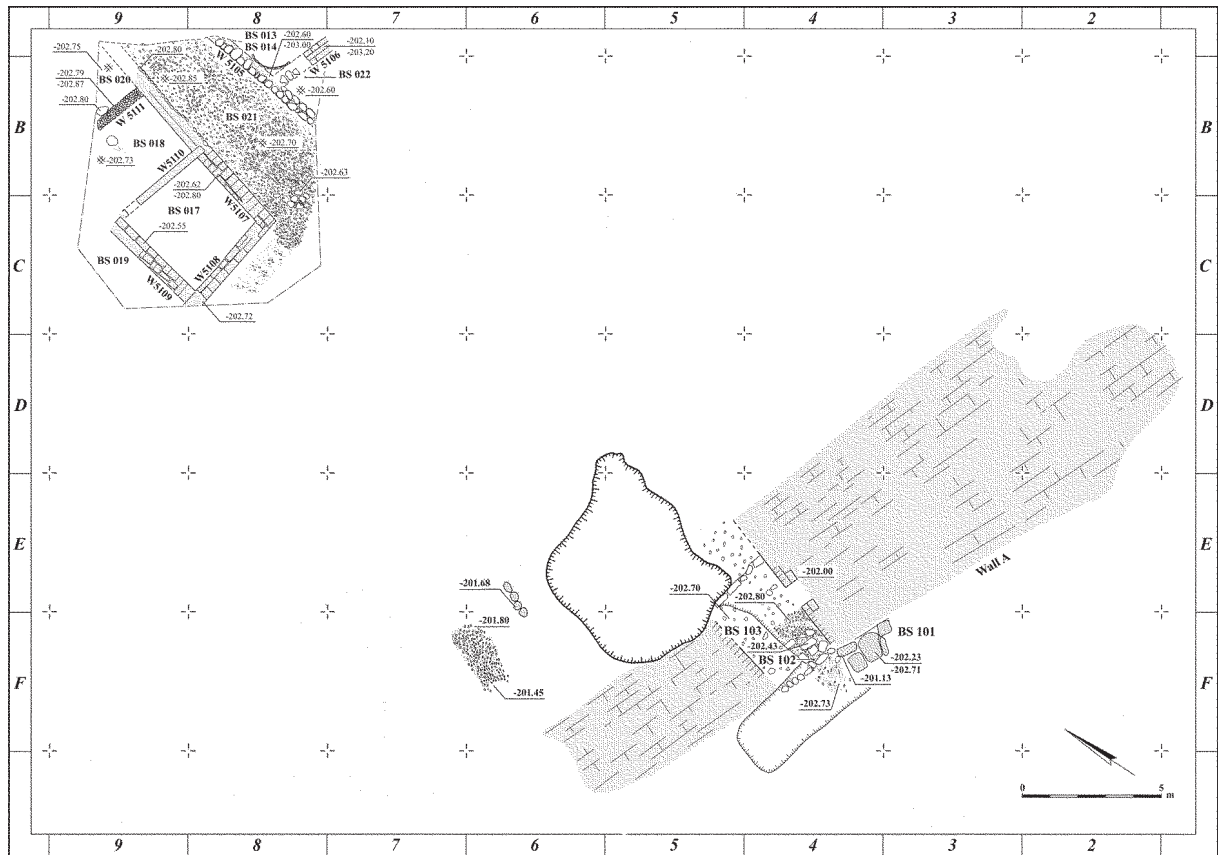 9 8 7 6 5 4 3 2
BS 013
BS 014
-202.60
-203.00
-202.10
-203.20
-202.75
-202.80
W 5105
W 5106
BS 022
BS 020
※-202.85
※-202.60
-202.79
-202.87
-202.80
W 5111
BS 021
B
B
BS 018
※-202.70
※-202.73
W5110
-202.63
-202.62
-202.80
BS 017
W5107
-202.55
BS 019
W5108
C
C
W5109
-202.72
D
D
E
E
Wall A
-202.00
-201.68
-202.70
-202.80
-201.80
BS 103
BS 101
-202.43
BS 102
-202.23
-202.71
F
F
-201.45
-201.13
-202.73
0 5
m
9 8 7 6 5 4 3 2